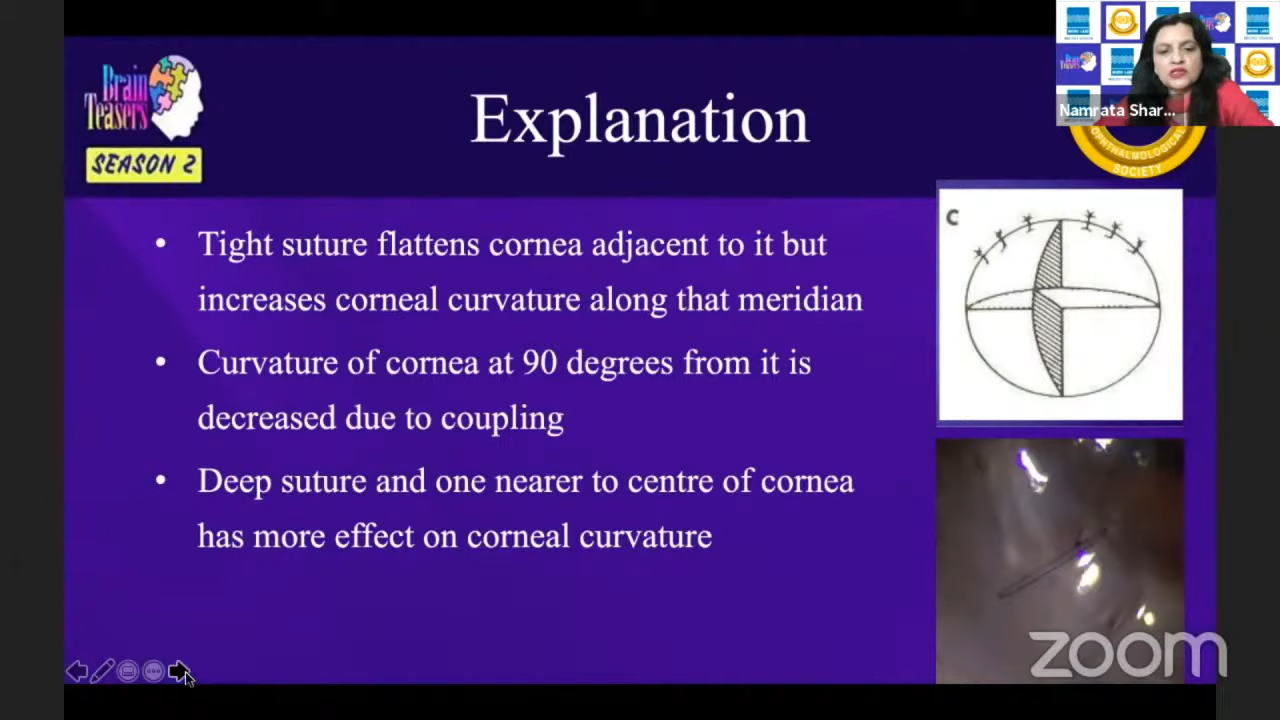 Brain
Teasers
SEASON 2
Explanation
Namrata Shar...
OPHTHALMOLOGICAL
SOCIETY
• Tight suture flattens cornea adjacent to it but
increases corneal curvature along that meridian
• Curvature of cornea at 90 degrees from it is
decreased due to coupling
• Deep suture and one nearer to centre of cornea
has more effect on corneal curvature
C
zoom